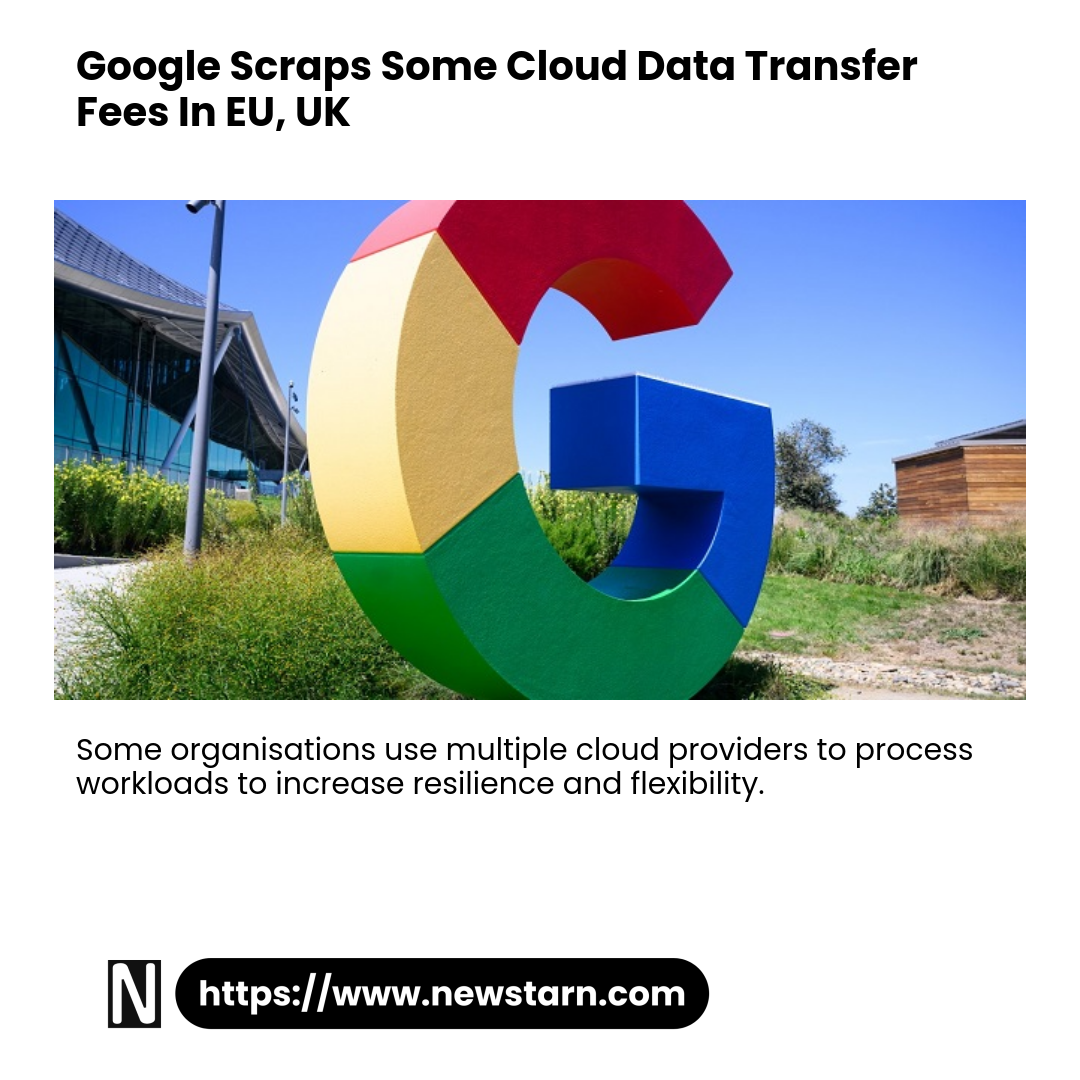 Google Scraps Some Cloud Data Transfer
Fees In EU, UK
Some organisations use multiple cloud providers to process
workloads to increase resilience and flexibility.
N
https://www.newstarn.com